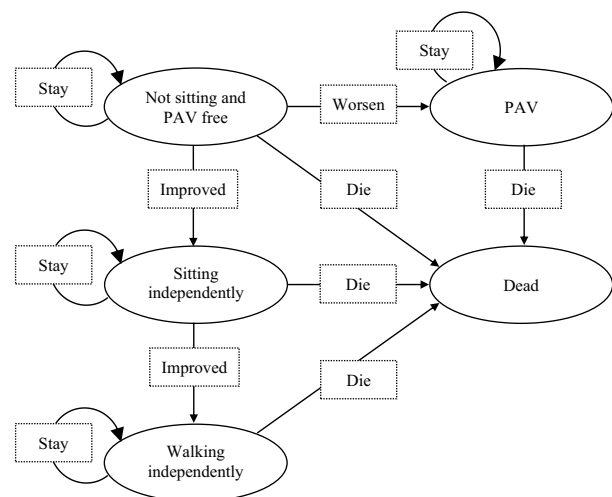 Stay
Stay
Not sitting and
PAV free
Worsen
PAV
Improved
Die
Die
Stay
Sitting
independently
Die
Dead
Improved
Die
Stay
Walking
independently